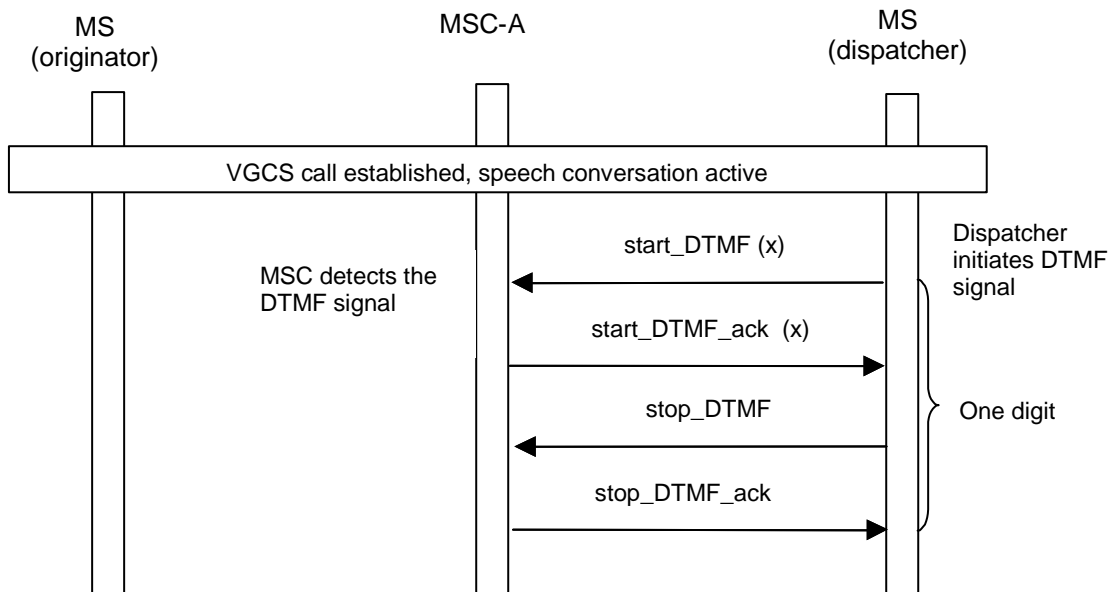 MS
(originator)
MSC-A
MS
(dispatcher)
VGCS call established, speech conversation active
start_DTMF (x)
Dispatcher
initiates DTMF
signal
MSC detects the
DTMF signal
start_DTMF_ack (x)
stop_DTMF
One digit
stop_DTMF_ack